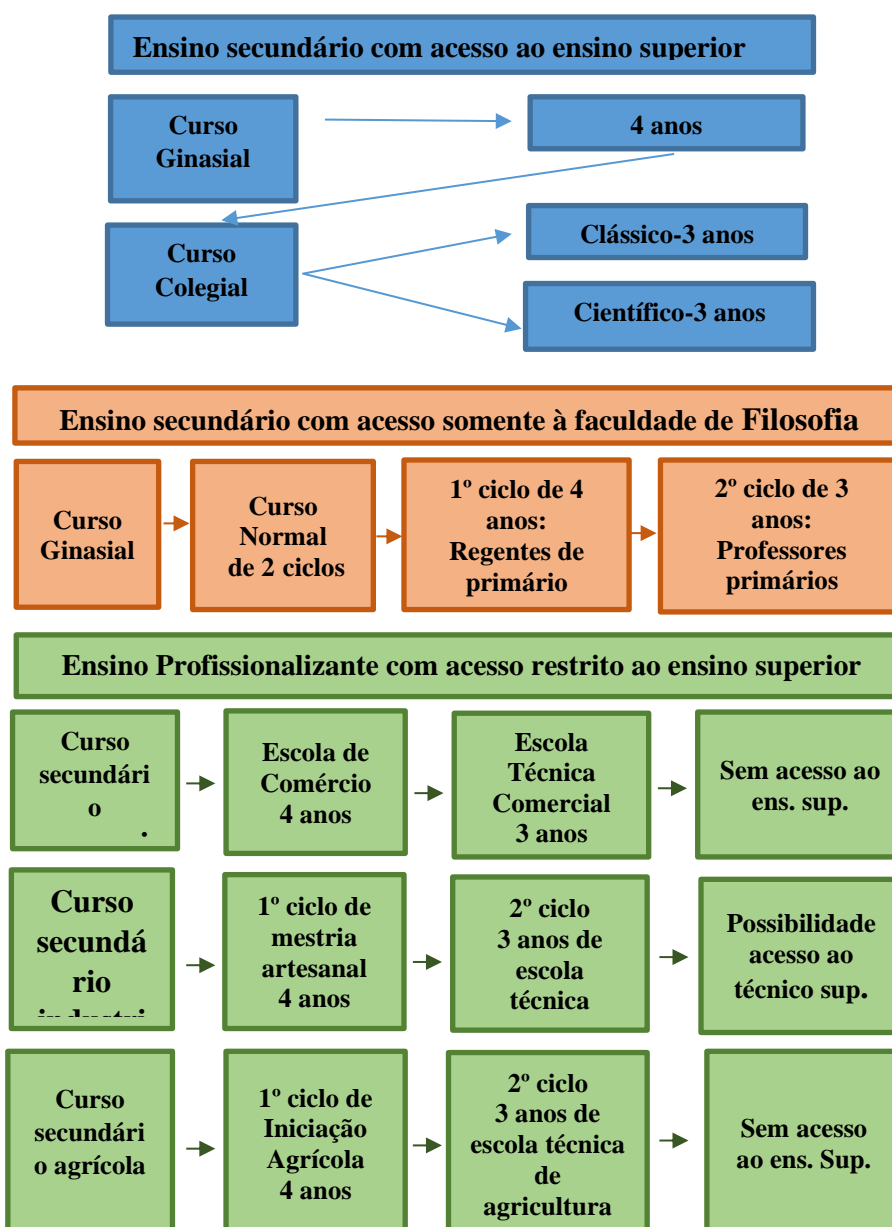 Ensino secundário com acesso ao ensino superior
Curso
Ginasial
4 anos
Curso
Colegial
Clássico-3 anos
Científico-3 anos
Ensino secundário com acesso somente à faculdade de Filosofia
Curso
Ginasial
Curso
Normal
de 2 ciclos
1º ciclo de 4
anos:
Regentes de
primário
2º ciclo de 3
anos:
Professores
primários
Ensino Profissionalizante com acesso restrito ao ensino superior
Curso
secundári
o
.
Escola de
Comércio
4 anos
Escola
Técnica
Comercial
3 anos
Sem acesso ao
ens. sup.
Curso
secundá
rio
1º ciclo de
mestria
artesanal
4 anos
2º ciclo
3 anos de
escola
técnica
Possibilidade
acesso ao
técnico sup.
Curso
secundári
o agrícola
1º ciclo de
Iniciação
Agrícola
4 anos
2º ciclo
3 anos de
escola técnica
de
agricultura
Sem acesso
ao ens. Sup.